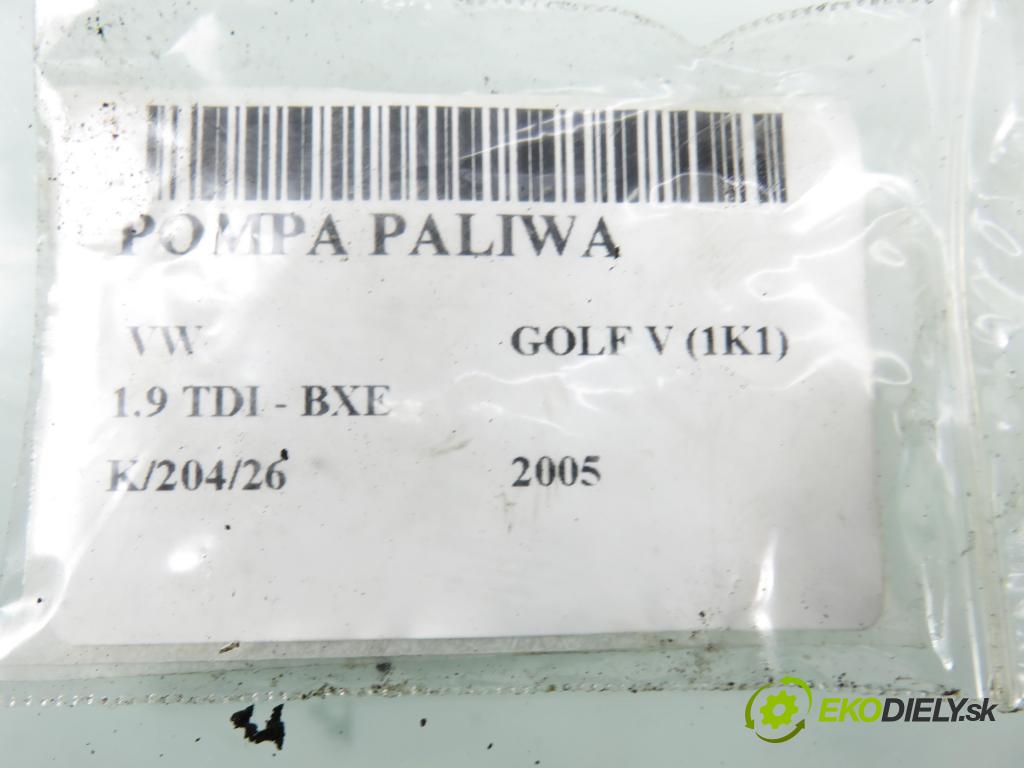 POMPA PALIWA
VW GOLF V (1K1)
1.9 TDI - BXE
K/204/26 2005
EKODIELY.sk